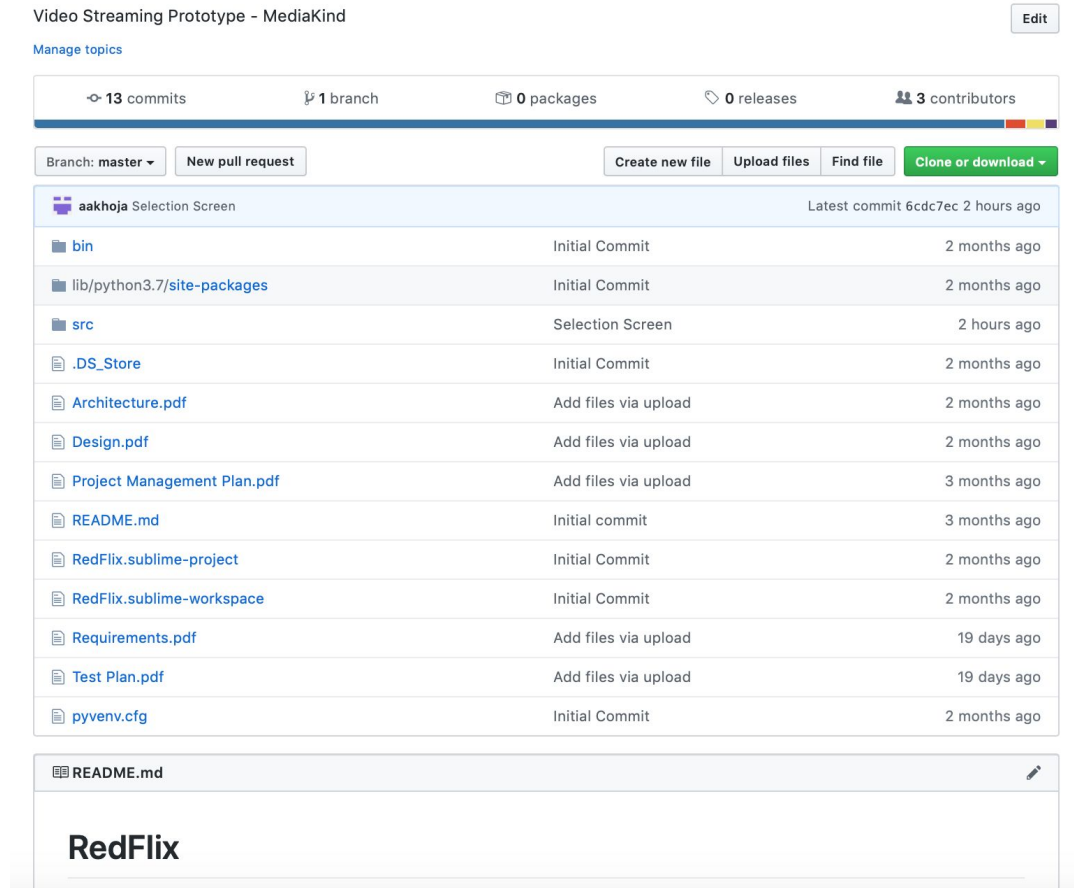 Video Streaming Prototype - MediaKind
Edit
Manage topics
13 commits 1 branch 0 packages 0 releases 3 contributors
Branch: master New pull request Create new file Upload files Find file Clone or download
aakhoja Selection Screen Latest commit 6cdc7ec 2 hours ago
bin Initial Commit 2 months ago
lib/python3.7/site-packages Initial Commit 2 months ago
src Selection Screen 2 hours ago
.DS_Store Initial Commit 2 months ago
Architecture.pdf Add files via upload 2 months ago
Design.pdf Add files via upload 2 months ago
Project Management Plan.pdf Add files via upload 3 months ago
README.md Initial commit 3 months ago
RedFlix.sublime-project Initial Commit 2 months ago
RedFlix.sublime-workspace Initial Commit 2 months ago
Requirements.pdf Add files via upload 19 days ago
Test Plan.pdf Add files via upload 19 days ago
pyvenv.cfg Initial Commit 2 months ago
README.md
RedFlix